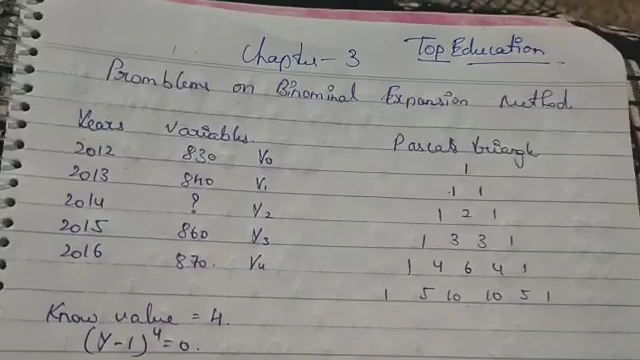 Chapter - 3 Top Education
Promblems on Binominal Expansion Method
Years Variables Pascal's triangle
2012 830 Y₀ 1
2013 840 Y₁ 1 1
2014 ? Y₂ 1 2 1
2015 860 Y₃ 1 3 3 1
2016 870. Y₄ 1 4 6 4 1
1 5 10 10 5 1
Know value = 4.
(Y-1)⁴=0.